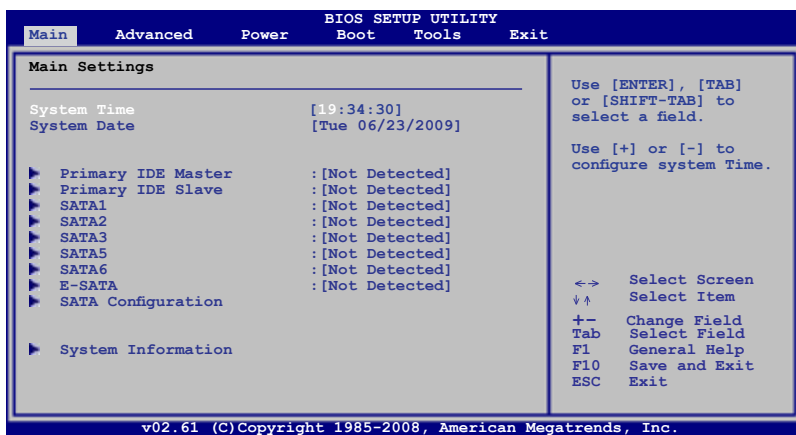 BIOS SETUP UTILITY
Main Advanced Power Boot Tools Exit
Main Settings
System Time [19:34:30]
System Date [Tue 06/23/2009]
Primary IDE Master :[Not Detected]
Primary IDE Slave :[Not Detected]
SATA1 :[Not Detected]
SATA2 :[Not Detected]
SATA3 :[Not Detected]
SATA5 :[Not Detected]
SATA6 :[Not Detected]
E-SATA :[Not Detected]
SATA Configuration
System Information
Use [ENTER], [TAB]
or [SHIFT-TAB] to
select a field.
Use [+] or [-] to
configure system Time.
←→ Select Screen
↓↑ Select Item
+- Change Field
Tab Select Field
F1 General Help
F10 Save and Exit
ESC Exit
v02.61 (C)Copyright 1985-2008, American Megatrends, Inc.